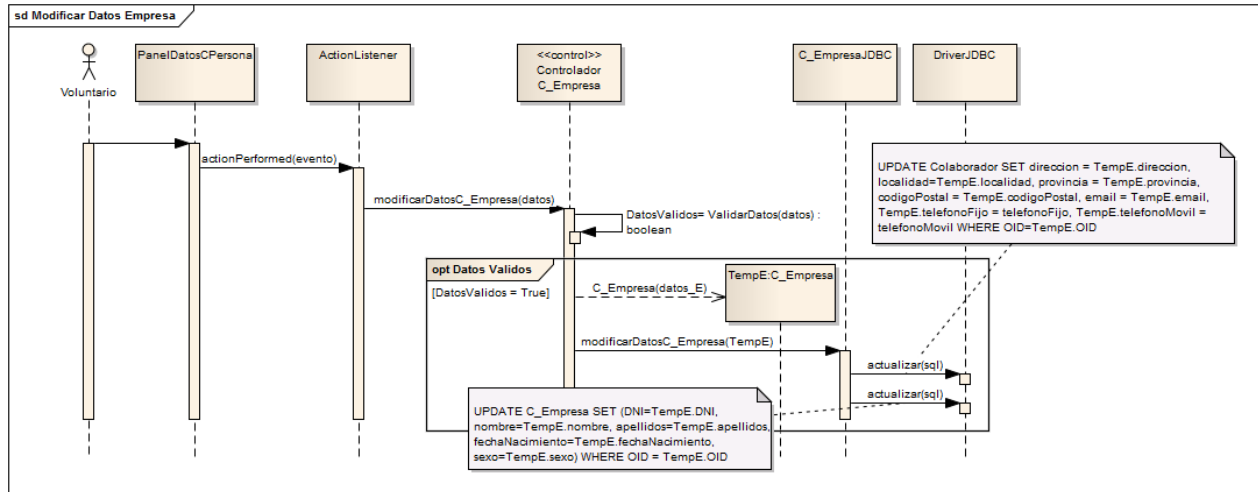 sd Modificar Datos Empresa
Voluntario
PanelDatosCPersona
ActionListener
<<control>>
Controlador
C_Empresa
C_EmpresaJDBC
DriverJDBC
actionPerformed(evento)
modificarDatosC_Empresa(datos)
DatosValidos= ValidarDatos(datos) :
boolean
UPDATE Colaborador SET direccion = TempE.direccion,
localidad=TempE.localidad, provincia = TempE.provincia,
codigoPostal = TempE.codigoPostal, email = TempE.email,
TempE.telefonoFijo = telefonoFijo, TempE.telefonoMovil =
telefonoMovil WHERE OID=TempE.OID
opt Datos Validos
[DatosValidos = True]
C_Empresa(datos_E)
TempE:C_Empresa
modificarDatosC_Empresa(TempE)
actualizar(sql)
actualizar(sql)
UPDATE C_Empresa SET (DNI=TempE.DNI,
nombre=TempE.nombre, apellidos=TempE.apellidos,
fechaNacimiento=TempE.fechaNacimiento,
sexo=TempE.sexo) WHERE OID = TempE.OID